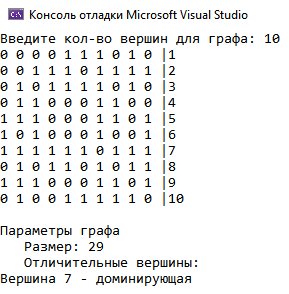 Консоль отладки Microsoft Visual Studio
Введите кол-во вершин для графа: 10
0 0 0 0 1 1 1 0 1 0 |1
0 0 1 1 1 0 1 1 1 1 |2
0 1 0 1 1 1 1 0 1 0 |3
0 1 1 0 0 0 1 1 0 0 |4
1 1 1 0 0 0 1 1 0 1 |5
1 0 1 0 0 0 1 0 0 1 |6
1 1 1 1 1 1 0 1 1 1 |7
0 1 0 1 1 0 1 0 1 1 |8
1 1 1 0 0 0 1 1 0 1 |9
0 1 0 0 1 1 1 1 1 0 |10
Параметры графа
Размер: 29
Отличительные вершины:
Вершина 7 - доминирующая